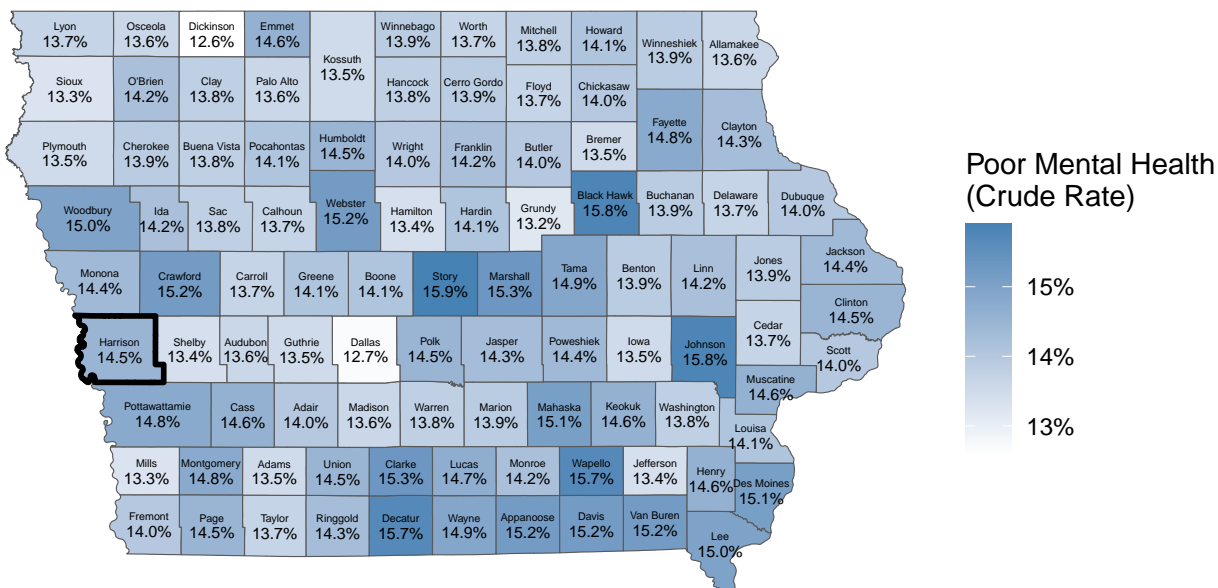 Lyon
13.7%
Osceola
13.6%
Dickinson
12.6%
Emmet
14.6%
Kossuth
13.5%
Winnebago
13.9%
Worth
13.7%
Mitchell
13.8%
Howard
14.1%
Winneshiek
13.9%
Allamakee
13.6%
Sioux
13.3%
O'Brien
14.2%
Clay
13.8%
Palo Alto
13.6%
Hancock
13.8%
Cerro Gordo
13.9%
Floyd
13.7%
Chickasaw
14.0%
Fayette
14.8%
Clayton
14.3%
Plymouth
13.5%
Cherokee
13.9%
Buena Vista
13.8%
Pocahontas
14.1%
Humboldt
14.5%
Wright
14.0%
Franklin
14.2%
Butler
14.0%
Bremer
13.5%
Woodbury
15.0%
Ida
14.2%
Sac
13.8%
Calhoun
13.7%
Webster
15.2%
Hamilton
13.4%
Hardin
14.1%
Grundy
13.2%
Black Hawk
15.8%
Buchanan
13.9%
Delaware
13.7%
Dubuque
14.0%
Monona
14.4%
Crawford
15.2%
Carroll
13.7%
Greene
14.1%
Boone
14.1%
Story
15.9%
Marshall
15.3%
Tama
14.9%
Benton
13.9%
Linn
14.2%
Jones
13.9%
Jackson
14.4%
Clinton
14.5%
Harrison
14.5%
Shelby
13.4%
Audubon
13.6%
Guthrie
13.5%
Dallas
12.7%
Polk
14.5%
Jasper
14.3%
Poweshiek
14.4%
Iowa
13.5%
Johnson
15.8%
Cedar
13.7%
Scott
14.0%
Muscatine
14.6%
Pottawattamie
14.8%
Cass
14.6%
Adair
14.0%
Madison
13.6%
Warren
13.8%
Marion
13.9%
Mahaska
15.1%
Keokuk
14.6%
Washington
13.8%
Louisa
14.1%
Mills
13.3%
Montgomery
14.8%
Adams
13.5%
Union
14.5%
Clarke
15.3%
Lucas
14.7%
Monroe
14.2%
Wapello
15.7%
Jefferson
13.4%
Henry
14.6%
Des Moines
15.1%
Fremont
14.0%
Page
14.5%
Taylor
13.7%
Ringgold
14.3%
Decatur
15.7%
Wayne
14.9%
Appanoose
15.2%
Davis
15.2%
Van Buren
15.2%
Lee
15.0%
Poor Mental Health
(Crude Rate)
15%
14%
13%